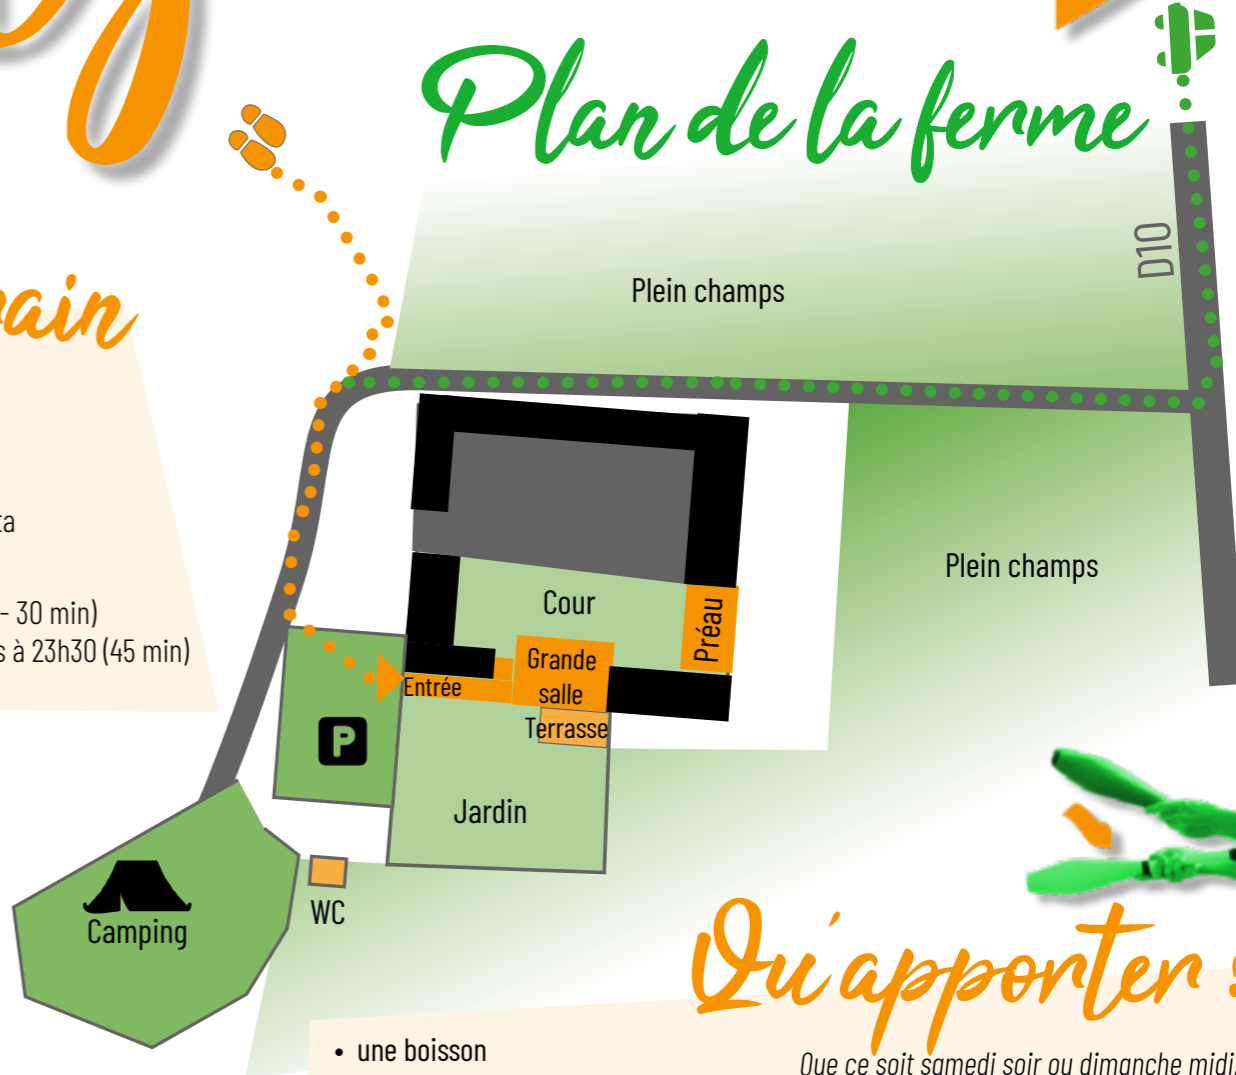 Plan de la ferme
D10
Plein champs
- 30 min)
à 23h30 (45 min)
Plein champs
Cour
Préau
Grande
salle
Entrée
Terrasse
P
Jardin
Camping
WC
Qu'apporter
• une boisson
Que ce soit samedi soir ou dimanche midi,